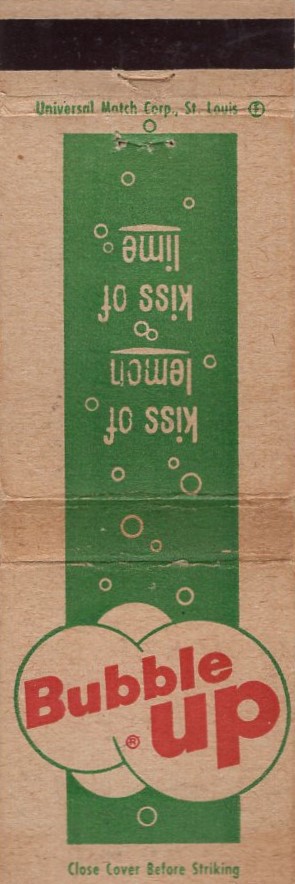 Universal Match Corp., St. Louis
kiss of
lemon
kiss of
lime
Bubble
up
®
Close Cover Before Striking